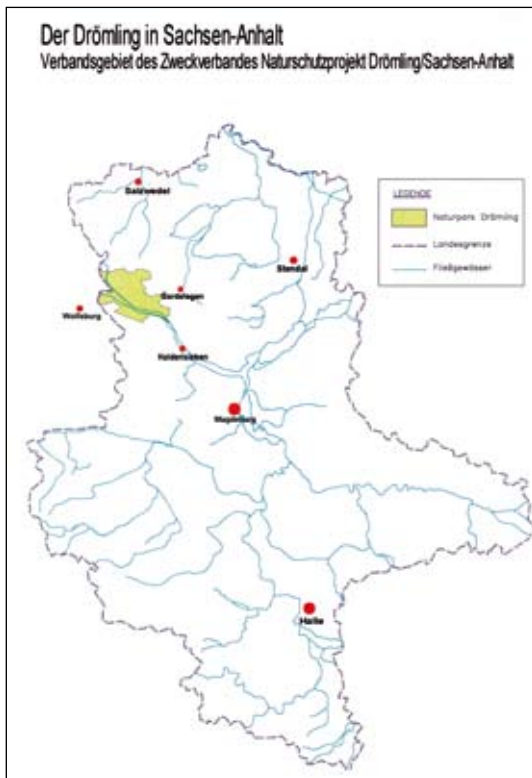 Der Drömling in Sachsen-Anhalt
Verbandsgebiet des Zweckverbandes Naturschutzprojekt Drömling/Sachsen-Anhalt
Salzwedel
LEGENDE
Naturpark Drömling
Landesgrenze
Fließgewässer
Stendal
Gardelegen
Wolfsburg
Haldensleben
Magdeburg
Halle